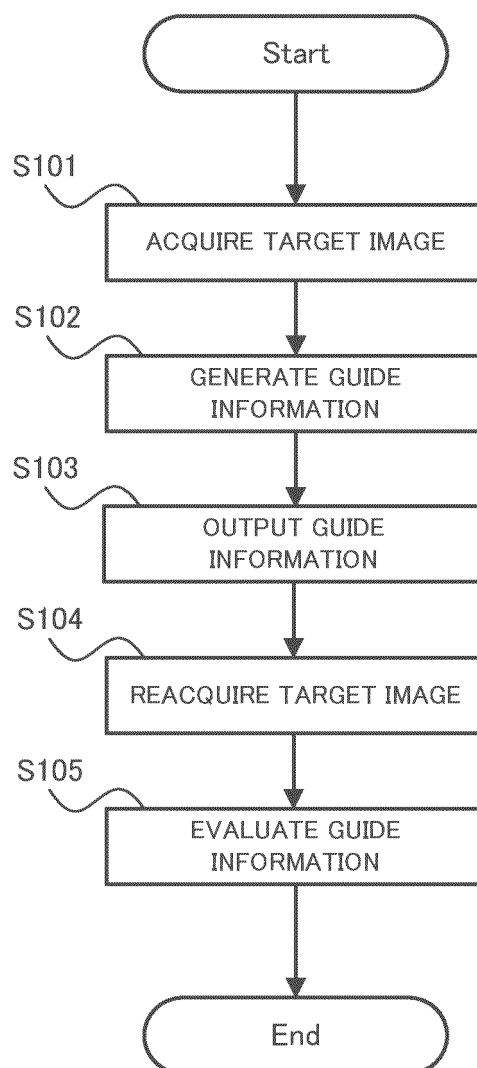 Start
S101
ACQUIRE TARGET IMAGE
S102
GENERATE GUIDE
INFORMATION
S103
OUTPUT GUIDE
INFORMATION
S104
REACQUIRE TARGET IMAGE
S105
EVALUATE GUIDE
INFORMATION
End